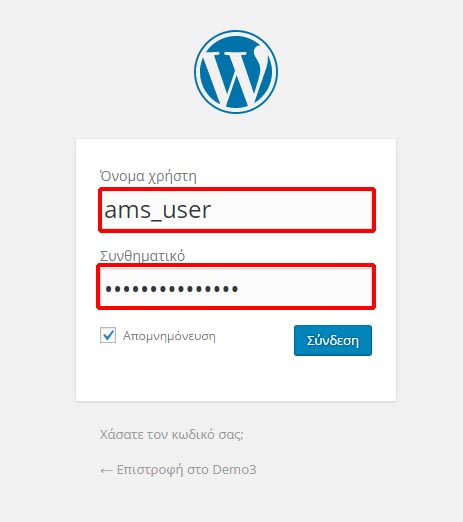 Όνομα χρήστη
ams_user
Συνθηματικό
•••••••••••••••
Απομνημόνευση
Σύνδεση
Χάσατε τον κωδικό σας;
← Επιστροφή στο Demo3